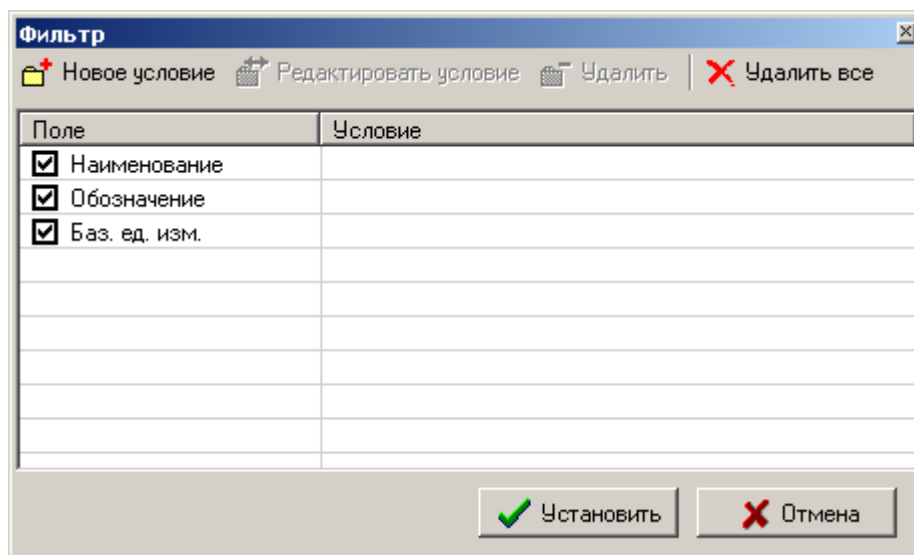 Фильтр
Новое условие Редактировать условие Удалить Удалить все
Поле Условие
Наименование
Обозначение
Баз. ед. изм.
Установить Отмена